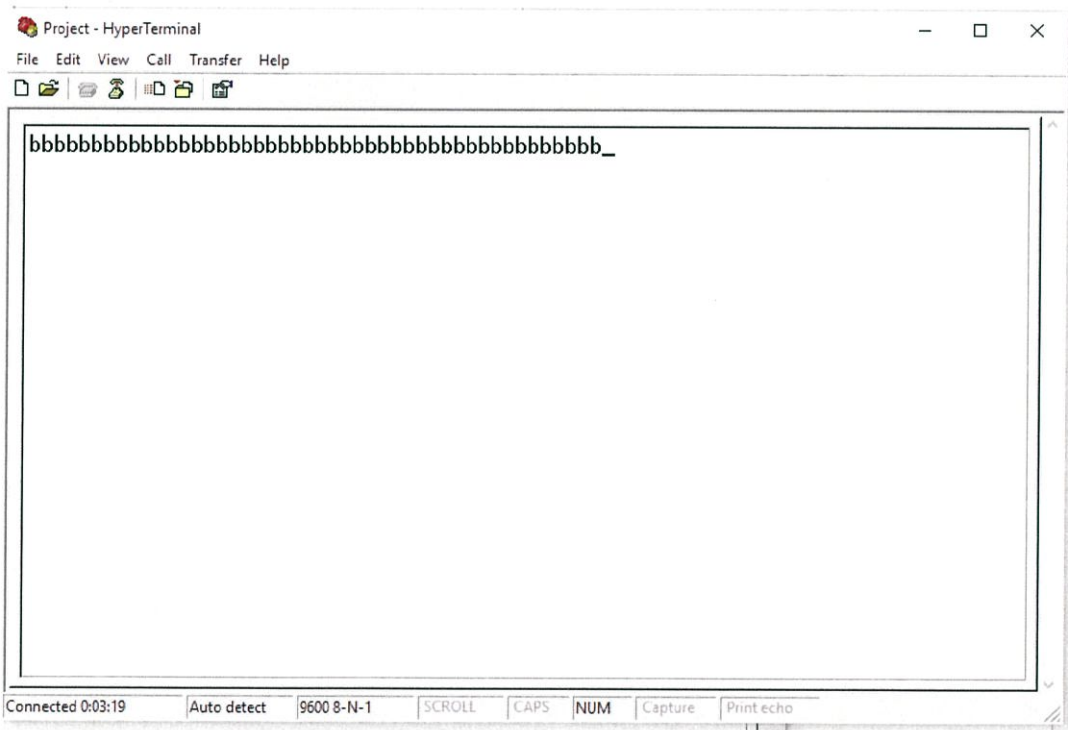 Project - HyperTerminal
File Edit View Call Transfer Help
bbbbbbbbbbbbbbbbbbbbbbbbbbbbbbbbbbbbbbbbbbbbbb_
Connected 0:03:19 Auto detect 9600 8-N-1 SCROLL CAPS NUM Capture Print echo